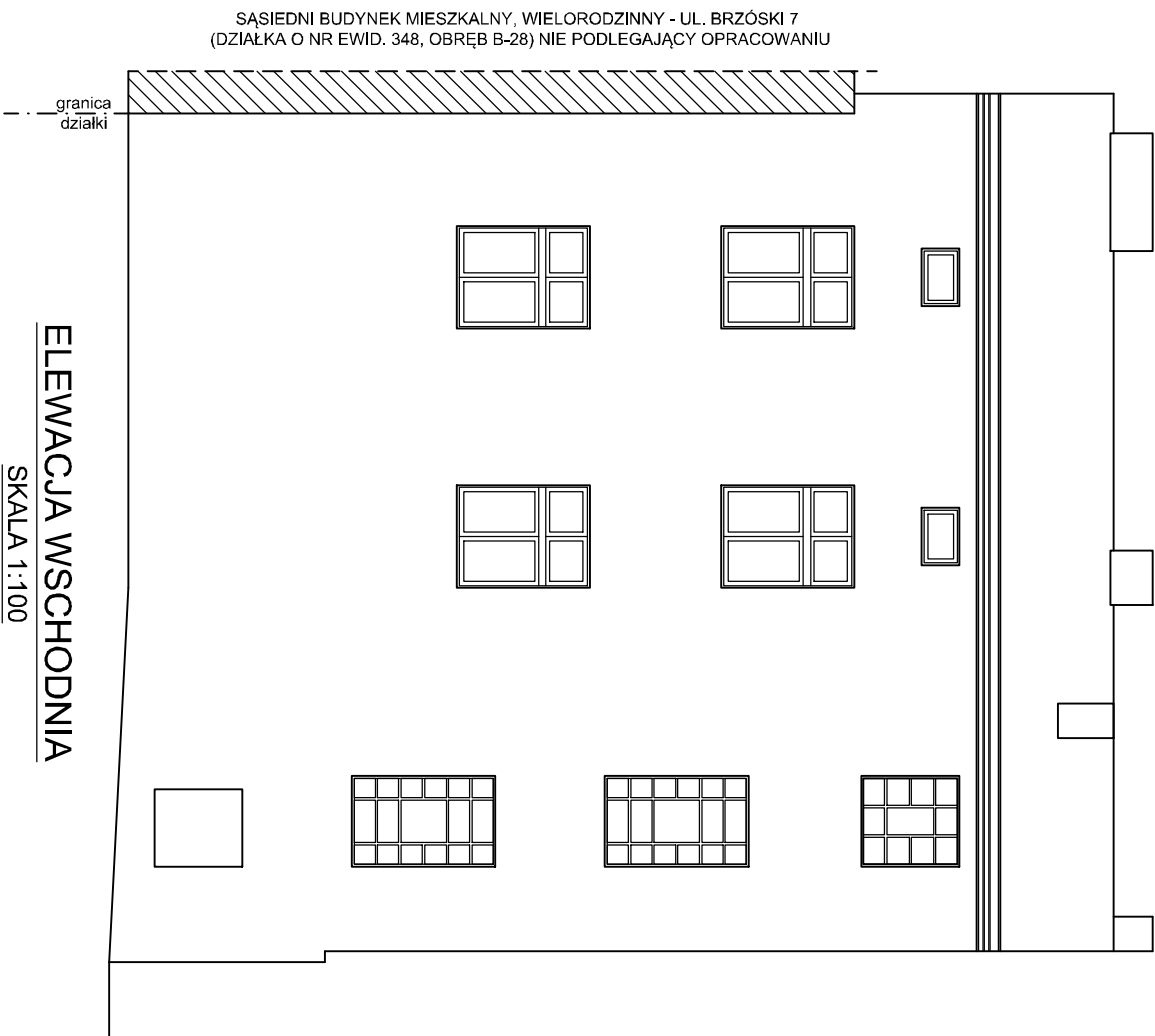 SĄSIEDNI BUDYNEK MIESZKALNY, WIELORODZINNY - UL. BRZÓSKI 7
(DZIAŁKA O NR EWID. 348, OBRĘB B-28) NIE PODLEGAJĄCY OPRACOWANIU
granica
działki
ELEWACJA WSCHODNIA
SKALA 1:100